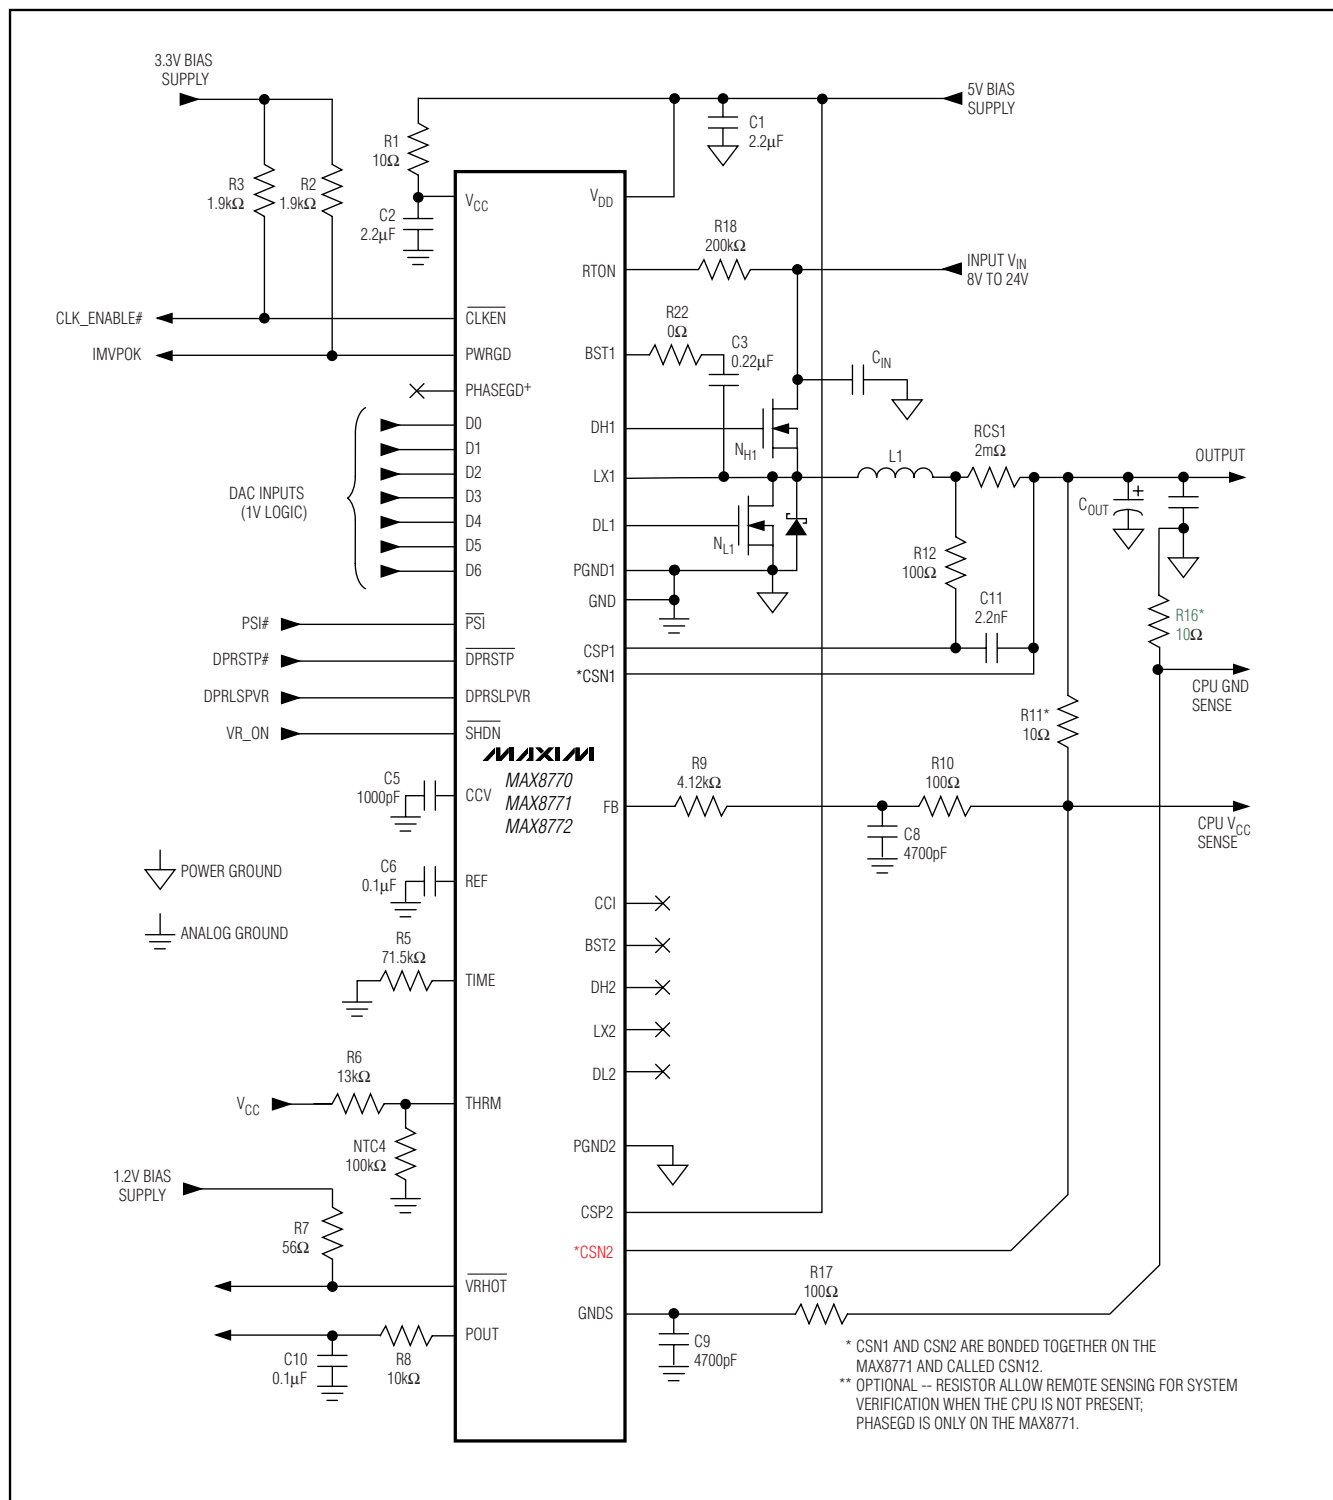 3.3V BIAS
SUPPLY
5V BIAS
SUPPLY
R1
10Ω
C1
2.2μF
R3
1.9kΩ
R2
1.9kΩ
C2
2.2μF
VCC
VDD
R18
200kΩ
RTON
INPUT VIN
8V TO 24V
CLK_ENABLE#
CLKEN
R22
0Ω
C3
0.22μF
IMVPOK
PWRGD
BST1
CIN
PHASEGD+
D0
D1
D2
D3
D4
D5
D6
DAC INPUTS
(1V LOGIC)
DH1
NH1
RCS1
2mΩ
L1
OUTPUT
LX1
COUT
+
DL1
NL1
R12
100Ω
PGND1
GND
C11
2.2nF
R16*
10Ω
PSI#
PSI
CSP1
DPRSTP#
DPRSTP
*CSN1
CPU GND
SENSE
DPRLSPVR
DPRSLPVR
R11*
10Ω
VR_ON
SHDN
MAXIM
MAX8770
MAX8771
MAX8772
C5
1000pF
CCV
R9
4.12kΩ
R10
100Ω
FB
C8
4700pF
CPU VCC
SENSE
POWER GROUND
C6
0.1μF
REF
CCI
ANALOG GROUND
BST2
R5
71.5kΩ
TIME
DH2
LX2
DL2
R6
13kΩ
VCC
THRM
NTC4
100kΩ
PGND2
1.2V BIAS
SUPPLY
CSP2
R7
56Ω
*CSN2
VRHOT
R17
100Ω
GNDS
POUT
C10
0.1μF
R8
10kΩ
C9
4700pF
* CSN1 AND CSN2 ARE BONDED TOGETHER ON THE
MAX8771 AND CALLED CSN12.
** OPTIONAL -- RESISTOR ALLOW REMOTE SENSING FOR SYSTEM
VERIFICATION WHEN THE CPU IS NOT PRESENT;
PHASEGD IS ONLY ON THE MAX8771.